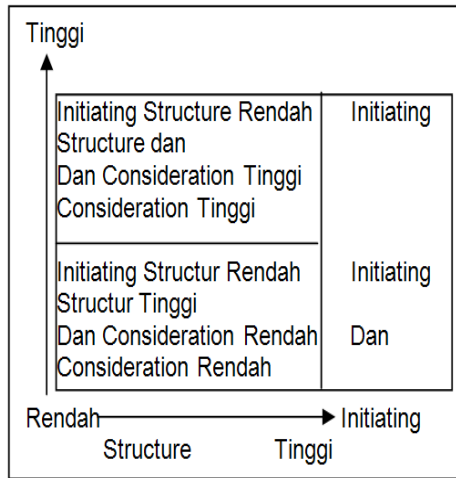 Tinggi
Initiating Structure Rendah Initiating
Structure dan
Dan Consideration Tinggi
Consideration Tinggi
Initiating Structur Rendah Initiating
Structur Tinggi
Dan Consideration Rendah Dan
Consideration Rendah
Rendah Initiating
Structure Tinggi